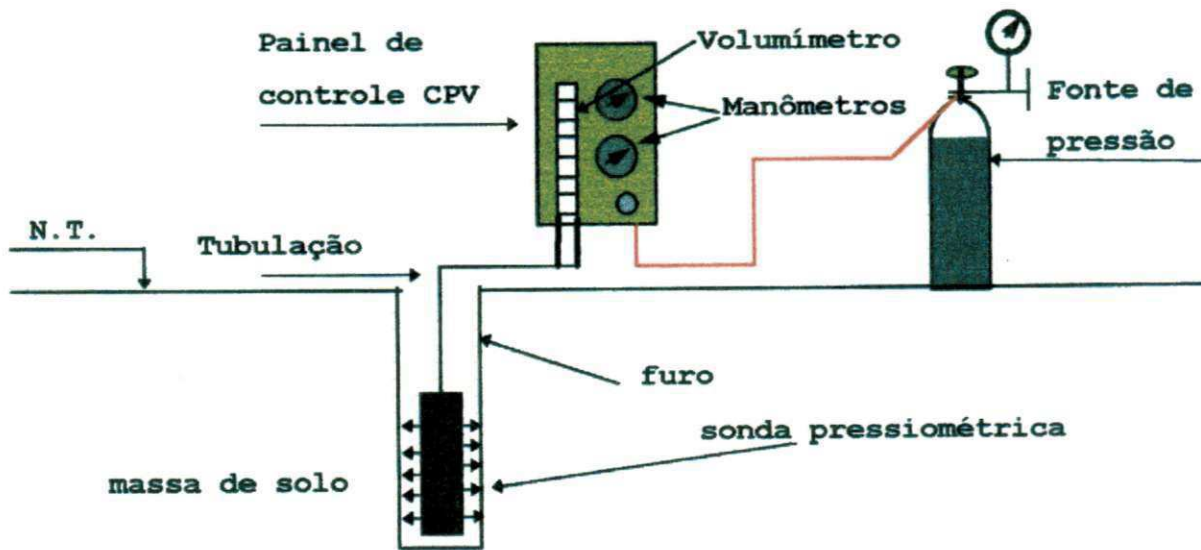 Painel de
controle CPV
Volumímetro
Manômetros
Fonte de
pressão
N.T.
Tubulação
furo
sonda pressiométrica
massa de solo